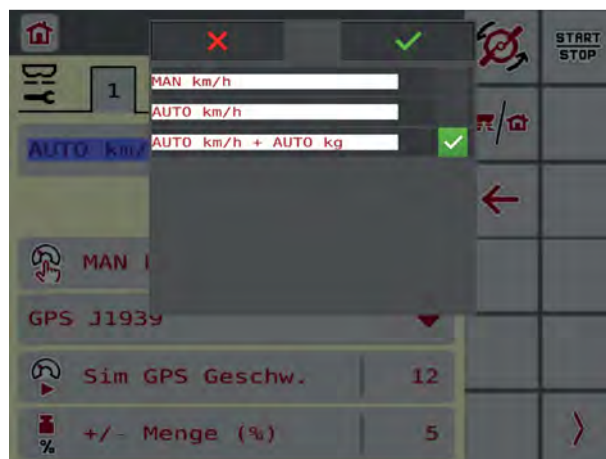 START
STOP
MAN km/h
1
AUTO km/h
AUTO km/h + AUTO kg
AUTO km/
MAN
GPS J1939
Sim GPS Geschw.
12
+/- Menge (%)
5
%